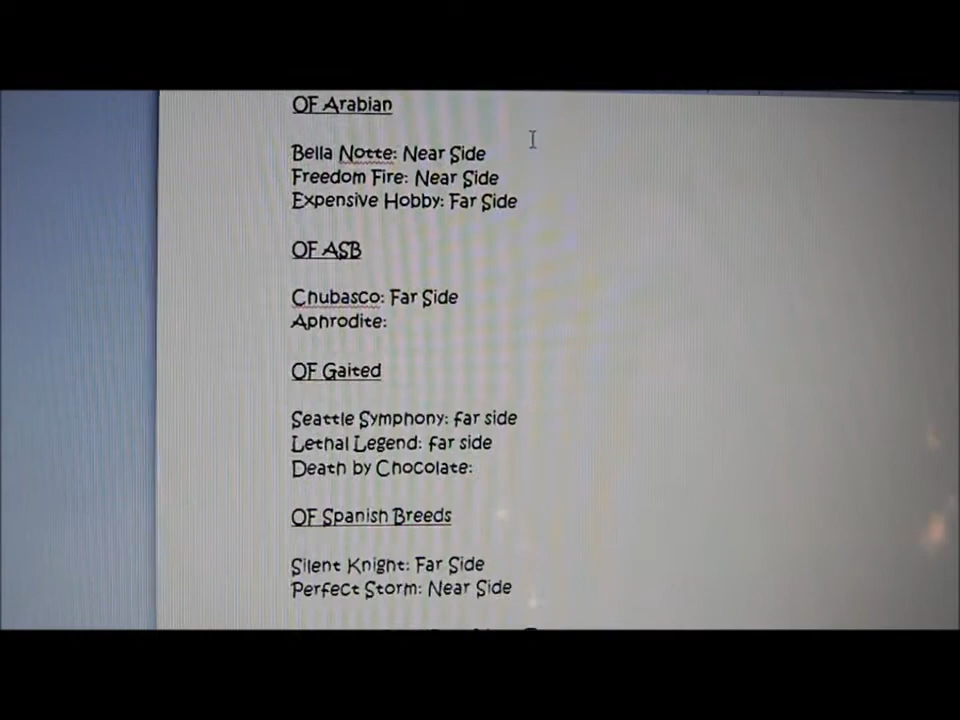 OF Arabian
Bella Notte: Near Side
Freedom Fire: Near Side
Expensive Hobby: Far Side
OF ASB
Chubasco: Far Side
Aphrodite:
OF Gaited
Seattle Symphony: far side
Lethal Legend: far side
Death by Chocolate:
OF Spanish Breeds
Silent Knight: Far Side
Perfect Storm: Near Side